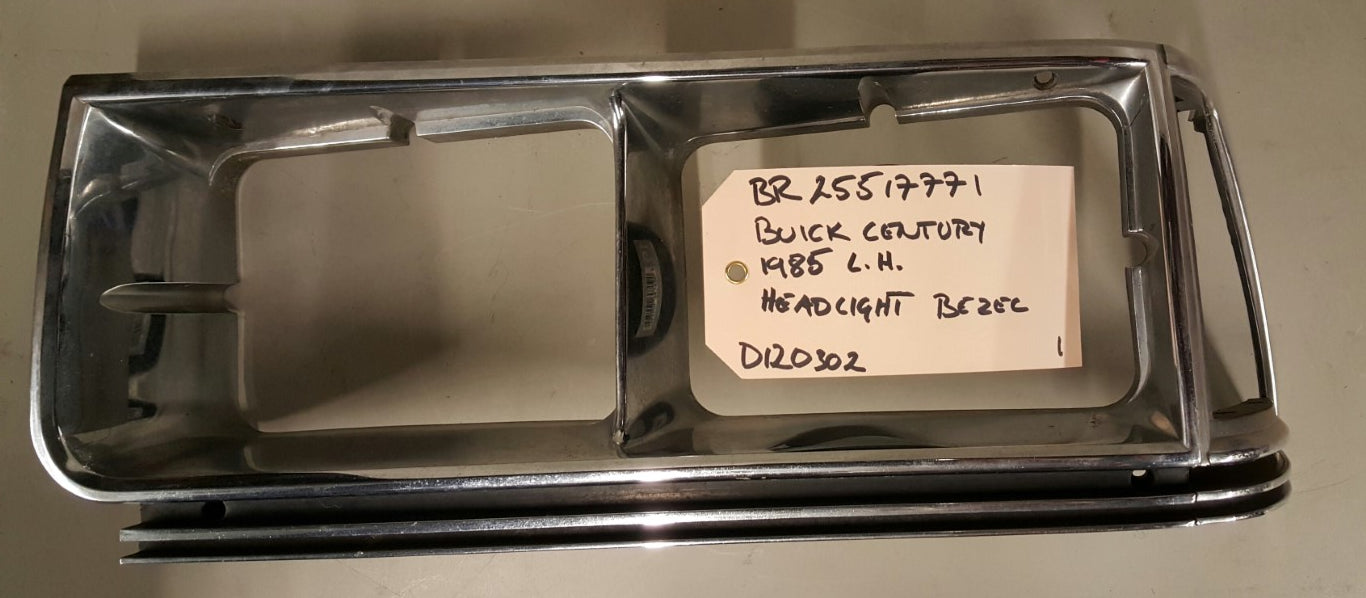 BR 25517771
BUICK CENTURY
1985 L.H.
HEADLIGHT BEZEL
D120302
1